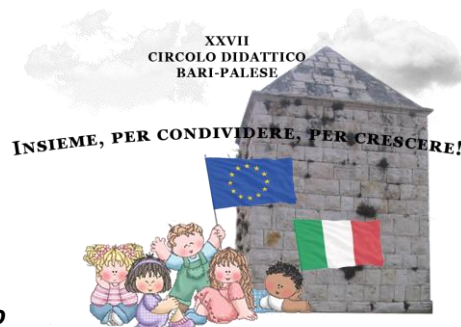 XXVII
CIRCOLO DIDATTICO
BARI-PALESE
INSIEME, PER CONDIVIDERE, PER CRESCERE!